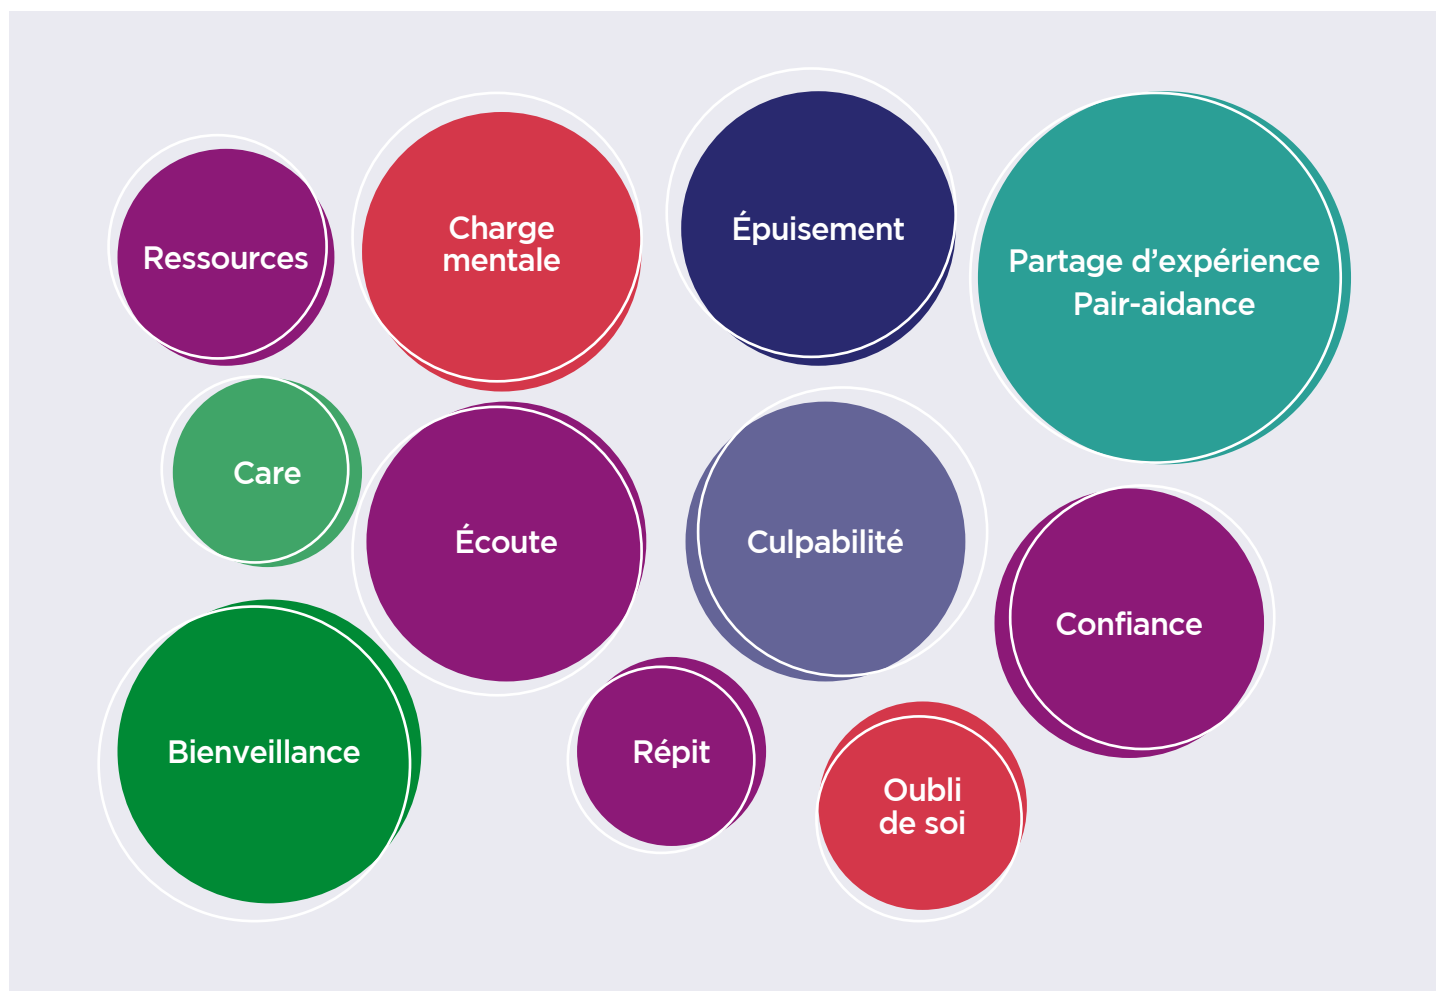 Ressources
Charge
mentale
Épuisement
Partage d’expérience
Pair-aidance
Care
Écoute
Culpabilité
Confiance
Bienveillance
Répit
Oubli
de soi